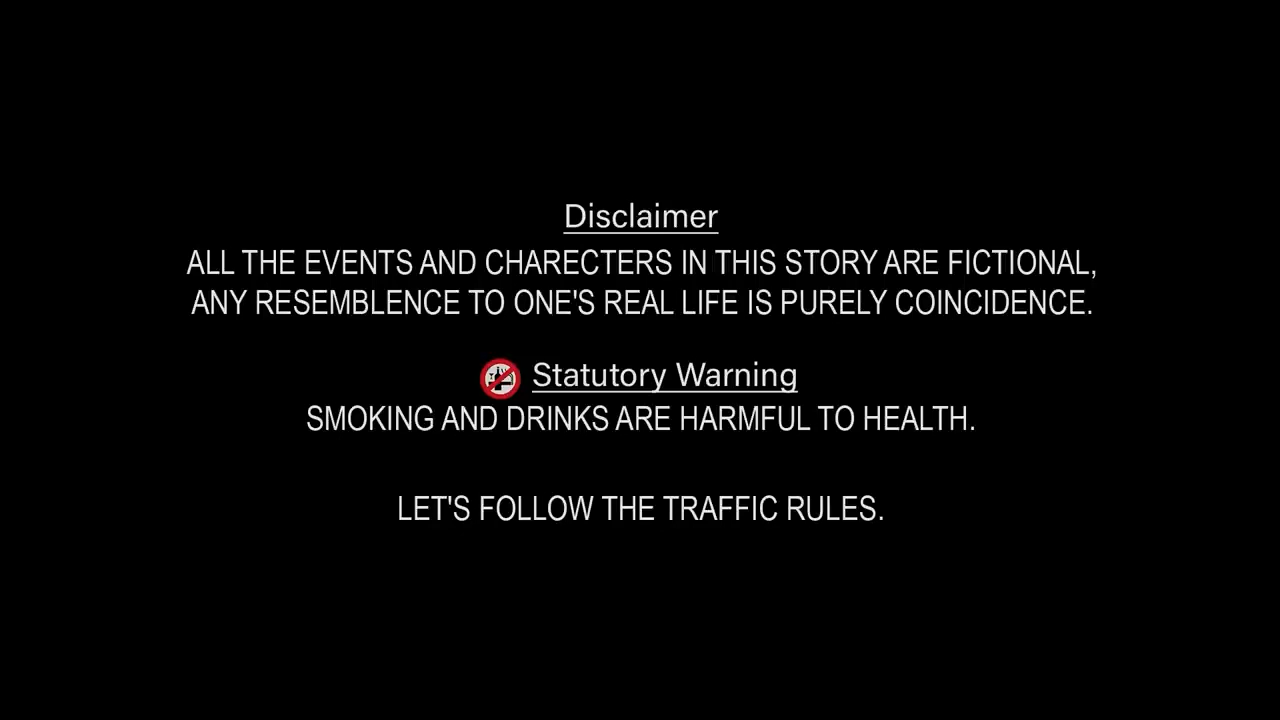 Disclaimer
ALL THE EVENTS AND CHARECTERS IN THIS STORY ARE FICTIONAL,
ANY RESEMBLENCE TO ONE'S REAL LIFE IS PURELY COINCIDENCE.
Statutory Warning
SMOKING AND DRINKS ARE HARMFUL TO HEALTH.
LET'S FOLLOW THE TRAFFIC RULES.